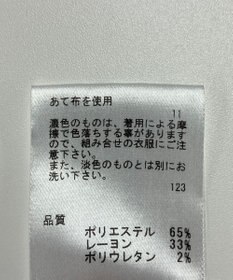 あて布を使用
11
濃色のものは、着用による摩
擦で色落ちする事があります
ので、組み合せの衣服にご注
意下さい。
また、淡色のものとは別にお
洗い下さい。
123
品質
ポリエステル 65%
レーヨン 33%
ポリウレタン 2%